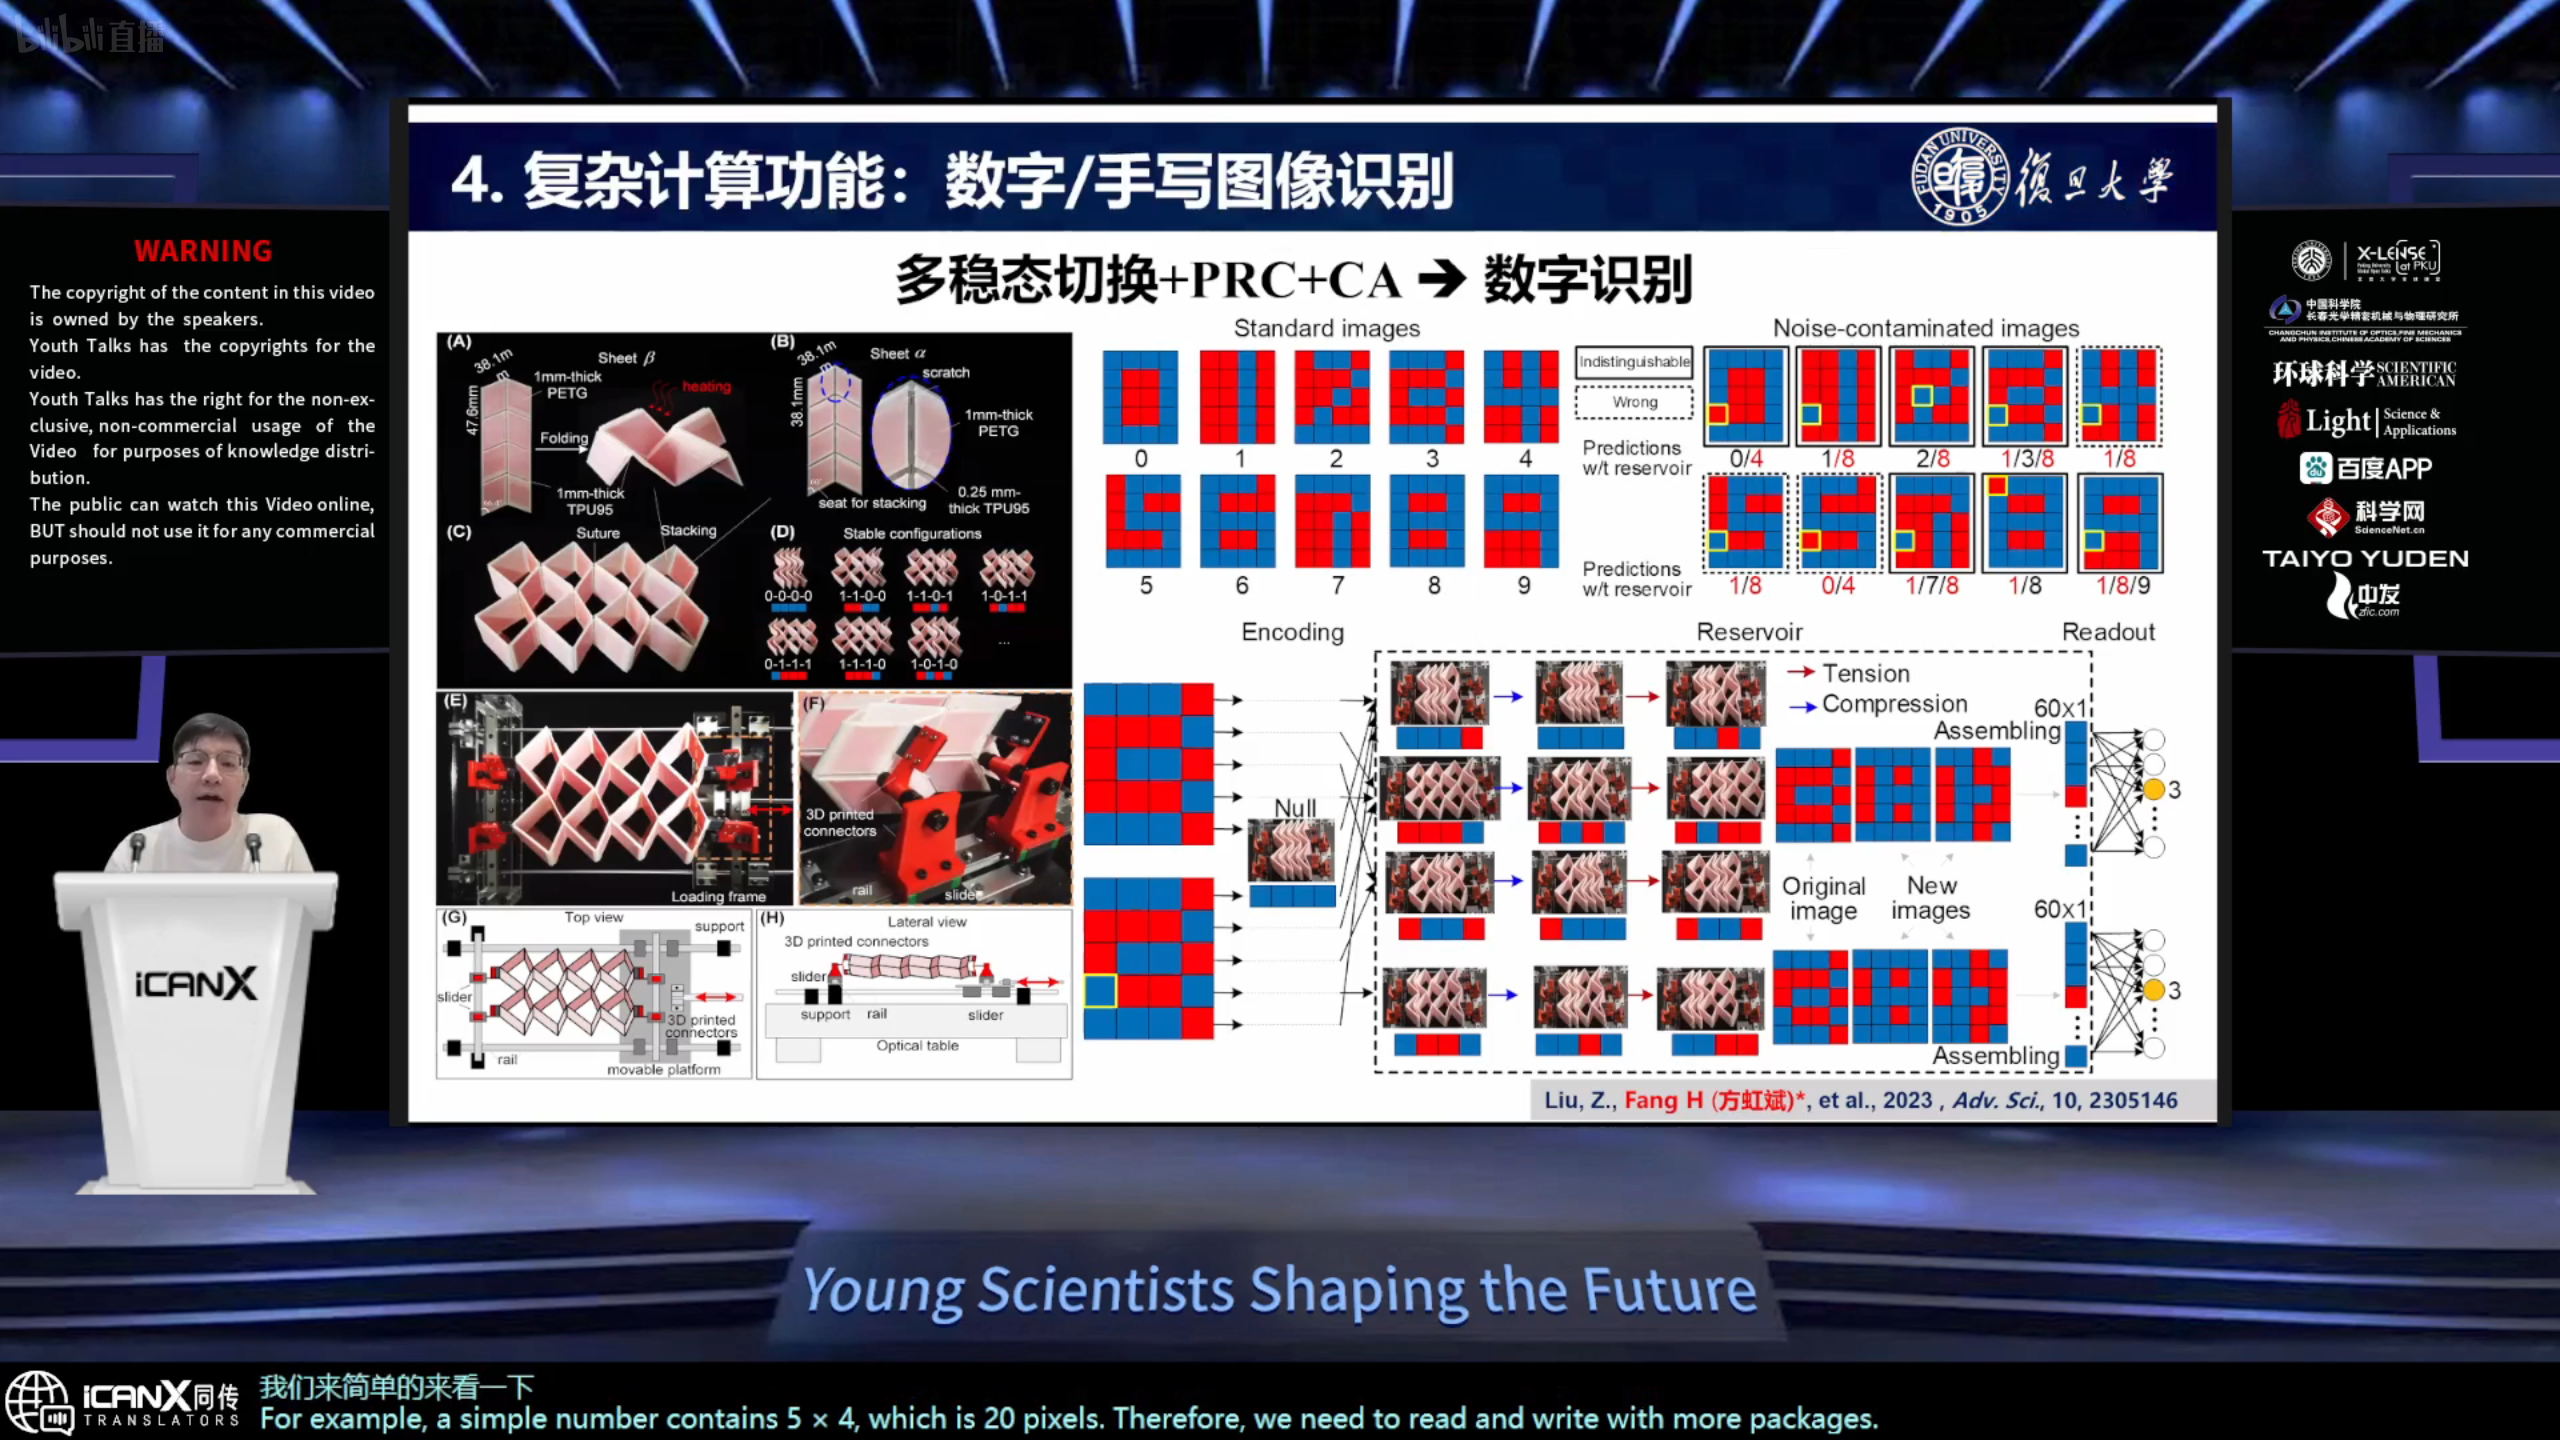 bilibili 直播
WARNING
The copyright of the content in this video
is owned by the speakers.
Youth Talks has the copyrights for the
video.
Youth Talks has the right for the non-ex-
clusive, non-commercial usage of the
Video for purposes of knowledge distri-
bution.
The public can watch this Video online,
BUT should not use it for any commercial
purposes.
4. 复杂计算功能：数字/手写图像识别
FUDAN UNIVERSITY
1905
復旦大學
多稳态切换+PRC+CA ➔ 数字识别
(A)
38.1mm
Sheet β
1mm-thick
PETG
heating
47.6mm
Folding
1mm-thick
TPU95
(B)
38.1mm
Sheet α
scratch
38.1mm
1mm-thick
PETG
seat for stacking
0.25 mm-
thick TPU95
(C)
Suture
Stacking
(D)
Stable configurations
0-0-0-0
1-1-0-0
1-1-0-1
1-0-1-1
0-1-1-1
1-1-1-0
1-0-1-0
...
(E)
Loading frame
(F)
3D printed
connectors
rail
slider
(G)
Top view
support
slider
3D printed
connectors
rail
movable platform
(H)
Lateral view
3D printed connectors
slider
support
rail
slider
Optical table
Standard images
0
1
2
3
4
5
6
7
8
9
Noise-contaminated images
Indistinguishable
Wrong
Predictions
w/t reservoir
0/4
1/8
2/8
1/3/8
1/8
Predictions
w/t reservoir
1/8
0/4
1/7/8
1/8
1/8/9
Encoding
Reservoir
Readout
Null
Tension
Compression
60x1
Assembling
3
Original
image
New
images
60x1
3
Assembling
Liu, Z., Fang H (方虹斌)*, et al., 2023 , Adv. Sci., 10, 2305146
X-LENSE
at PKU
中国科学院
长春光学精密机械与物理研究所
CHANGCHUN INSTITUTE OF OPTICS,FINE MECHANICS
AND PHYSICS,CHINESE ACADEMY OF SCIENCES
环球科学 SCIENTIFIC
AMERICAN
Light Science &
Applications
百度APP
科学网
ScienceNet.cn
TAIYO YUDEN
中发
zfic.com
iCANX
Young Scientists Shaping the Future
iCANX同传
TRANSLATORS
我们来简单的来看一下
For example, a simple number contains 5 × 4, which is 20 pixels. Therefore, we need to read and write with more packages.